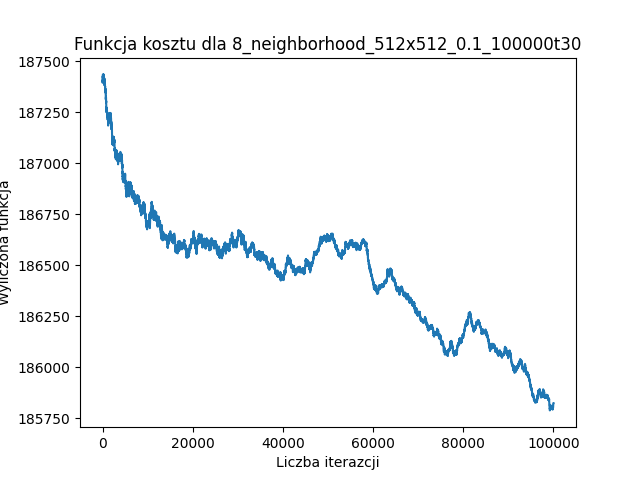 Funkcja kosztu dla 8_neighborhood_512x512_0.1_100000t30
187500
187250
187000
186750
186500
186250
186000
185750
Wyliczona funkcja
0 20000 40000 60000 80000 100000
Liczba iterazcji